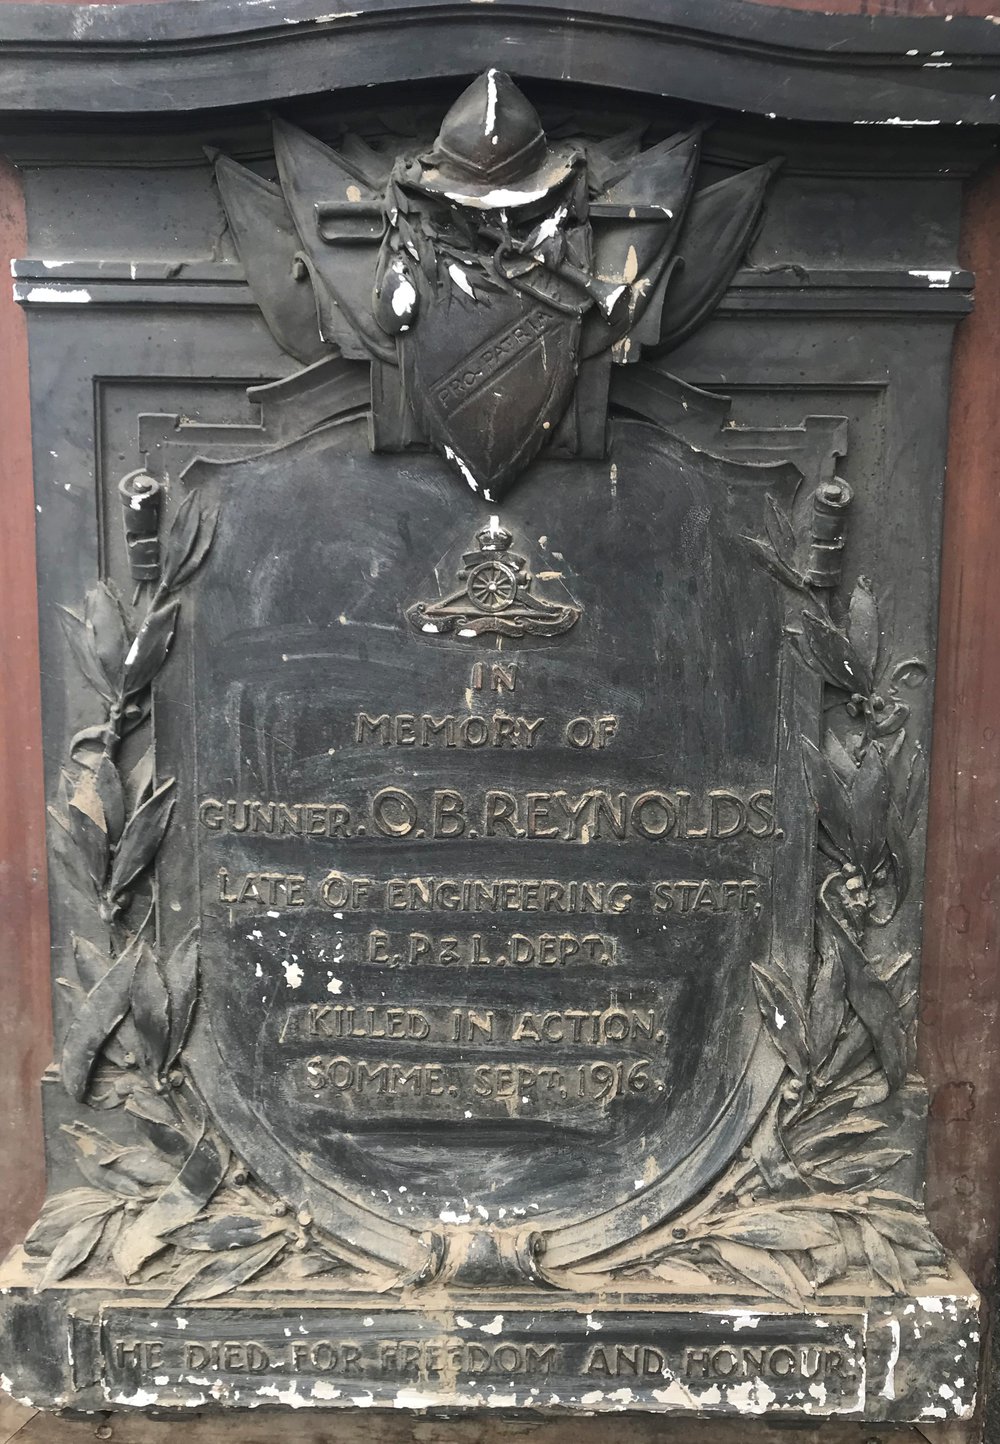 PRO-PATRIA
IN
MEMORY OF
GUNNER. O.B. REYNOLDS.
LATE OF ENGINEERING STAFF,
E.P. & L. DEPT.
KILLED IN ACTION,
SOMME. SEPT, 1916.
HE DIED FOR FREEDOM AND HONOUR.